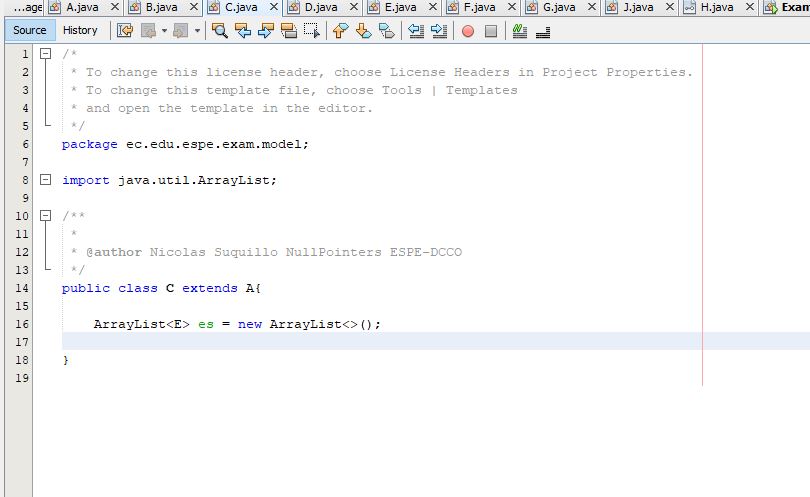 ...age A.java B.java C.java D.java E.java F.java G.java J.java H.java Exam
Source History
1 /*
2 * To change this license header, choose License Headers in Project Properties.
3 * To change this template file, choose Tools | Templates
4 * and open the template in the editor.
5 */
6 package ec.edu.espe.exam.model;
7
8 import java.util.ArrayList;
9
10 /**
11 *
12 * @author Nicolas Suquillo NullPointers ESPE-DCCO
13 */
14 public class C extends A{
15
16 ArrayList<E> es = new ArrayList<>();
17
18 }
19